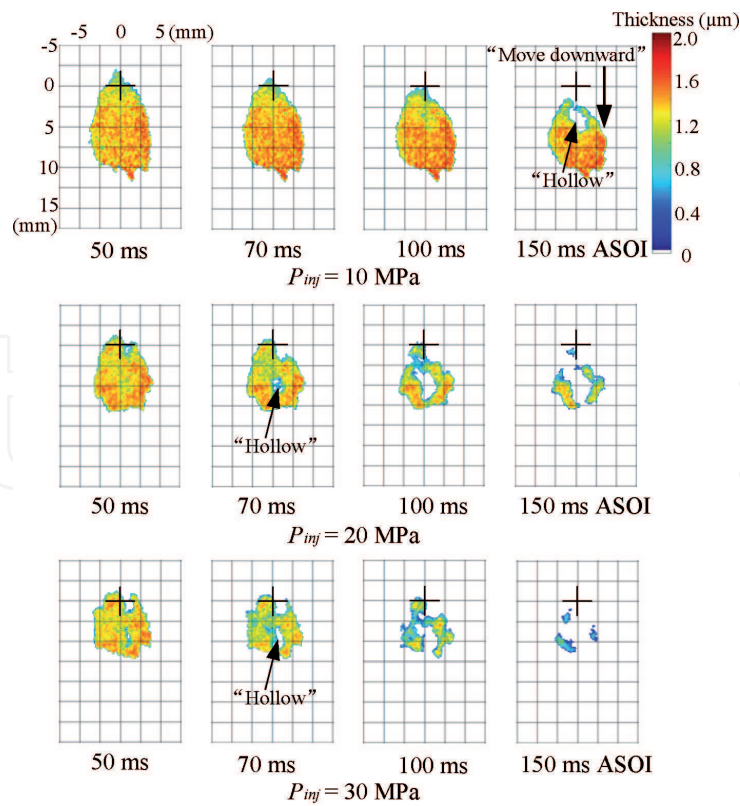 Thickness (µm)
-5 0 5 (mm)
-5
0
5
10
15
(mm)
2.0
1.6
1.2
0.8
0.4
0
“Move downward”
“Hollow”
50 ms 70 ms 100 ms 150 ms ASOI
Pinj = 10 MPa
“Hollow”
50 ms 70 ms 100 ms 150 ms ASOI
Pinj = 20 MPa
“Hollow”
50 ms 70 ms 100 ms 150 ms ASOI
Pinj = 30 MPa